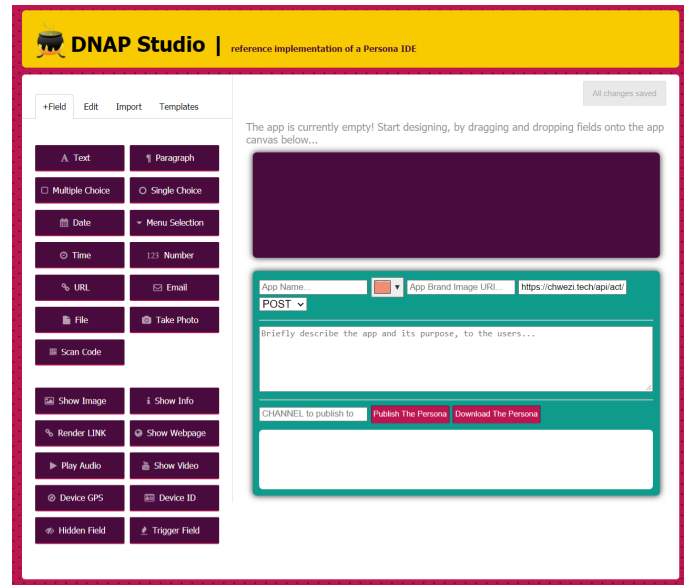 DNAP Studio | reference implementation of a Persona IDE
All changes saved
+Field Edit Import Templates
The app is currently empty! Start designing, by dragging and dropping fields onto the app
canvas below...
A Text
¶ Paragraph
Multiple Choice
Single Choice
Date
Menu Selection
Time
123 Number
URL
Email
File
Take Photo
Scan Code
Show Image
i Show Info
Render LINK
Show Webpage
Play Audio
Show Video
Device GPS
Device ID
Hidden Field
Trigger Field
App Name...
App Brand Image URI...
https://chwezi.tech/api/act/
POST
Briefly describe the app and its purpose, to the users...
CHANNEL to publish to
Publish The Persona
Download The Persona